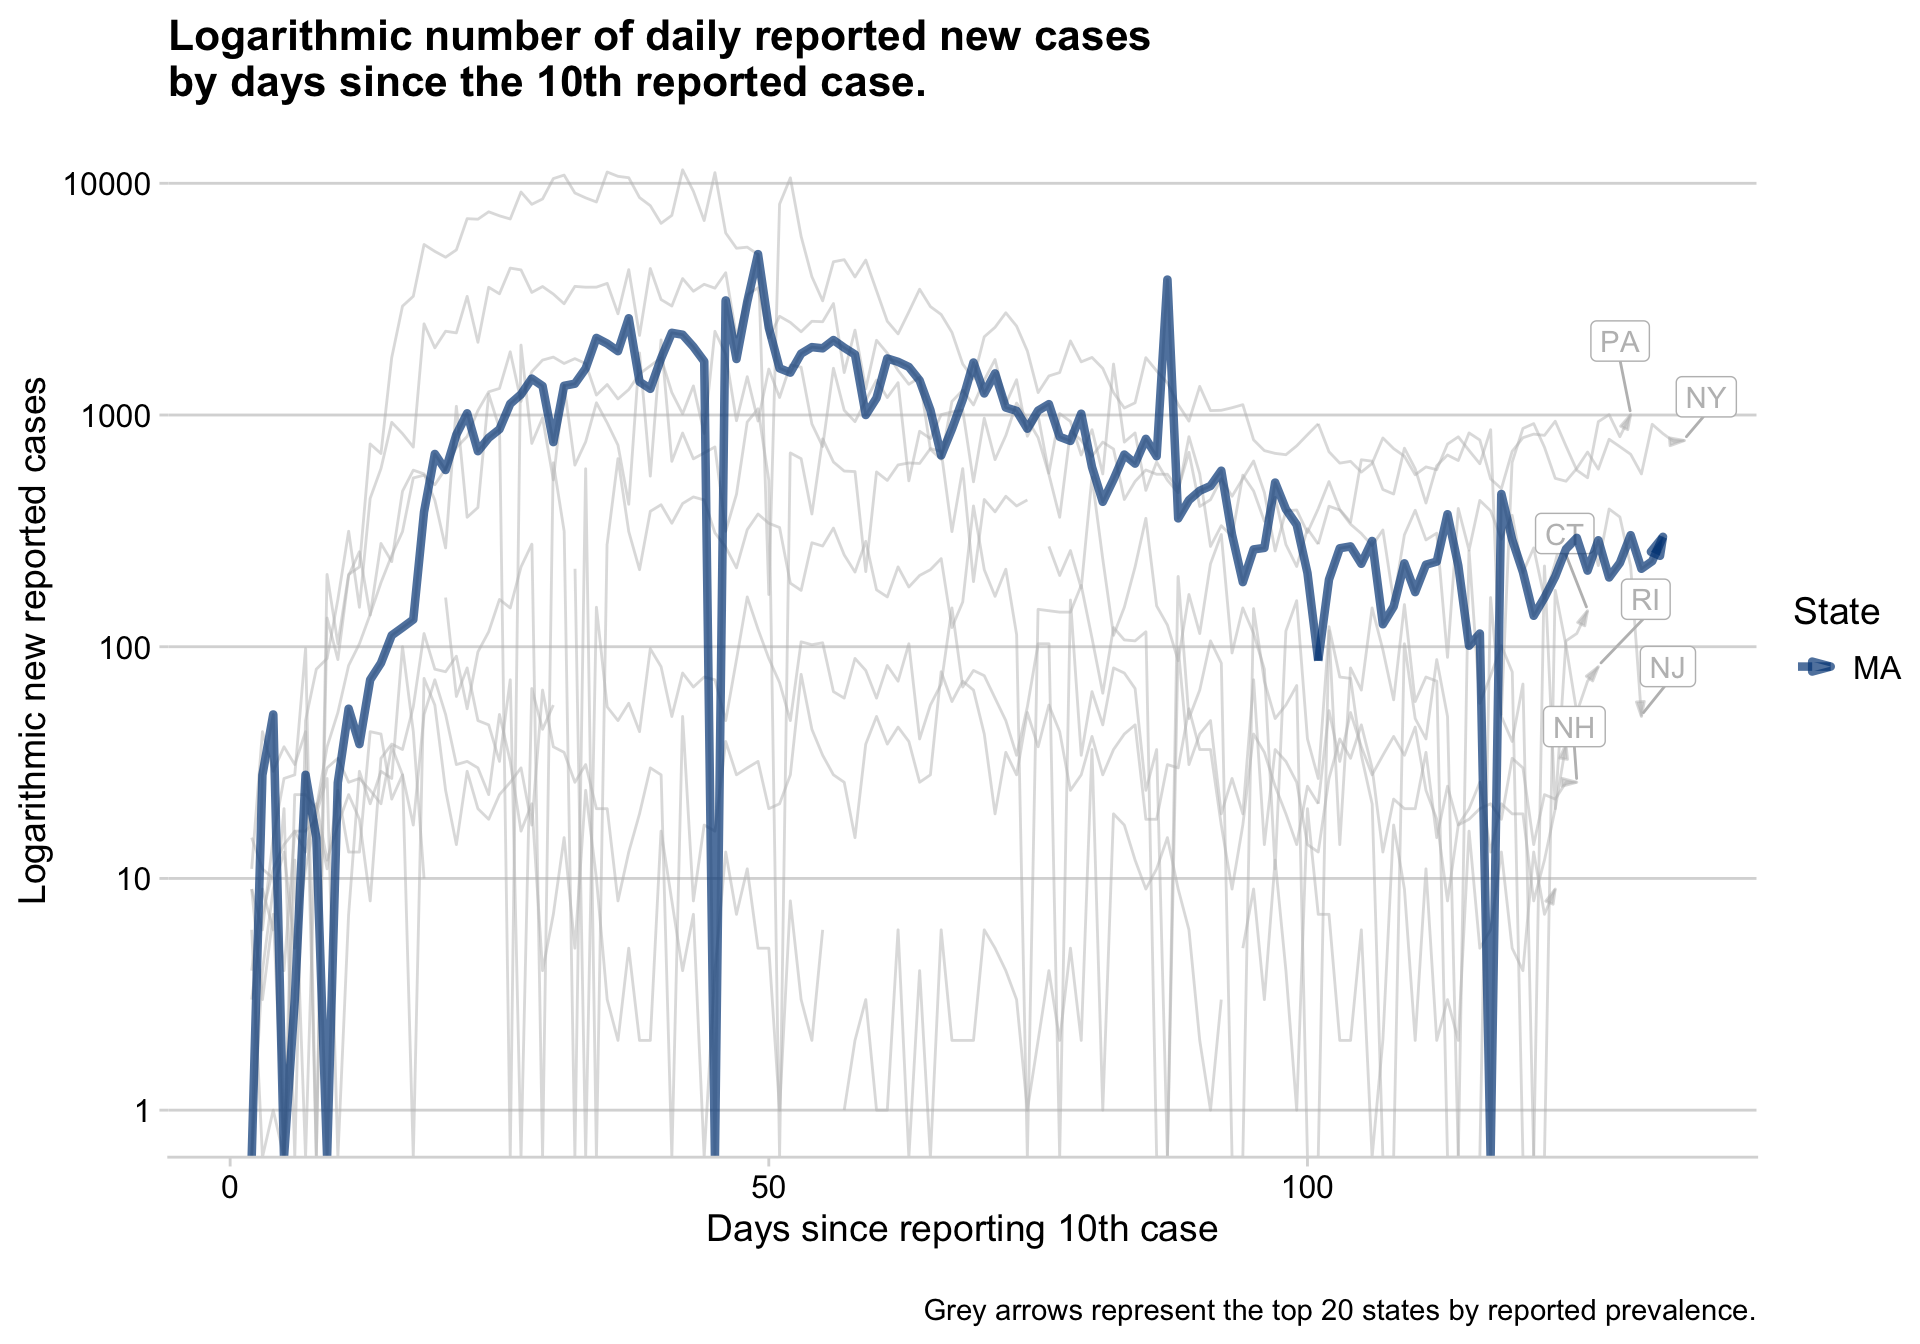 Logarithmic number of daily reported new cases
by days since the 10th reported case.
Logarithmic new reported cases
10000
1000
100
10
1
PA
NY
CT
RI
NJ
NH
State
MA
0
50
100
Days since reporting 10th case
Grey arrows represent the top 20 states by reported prevalence.